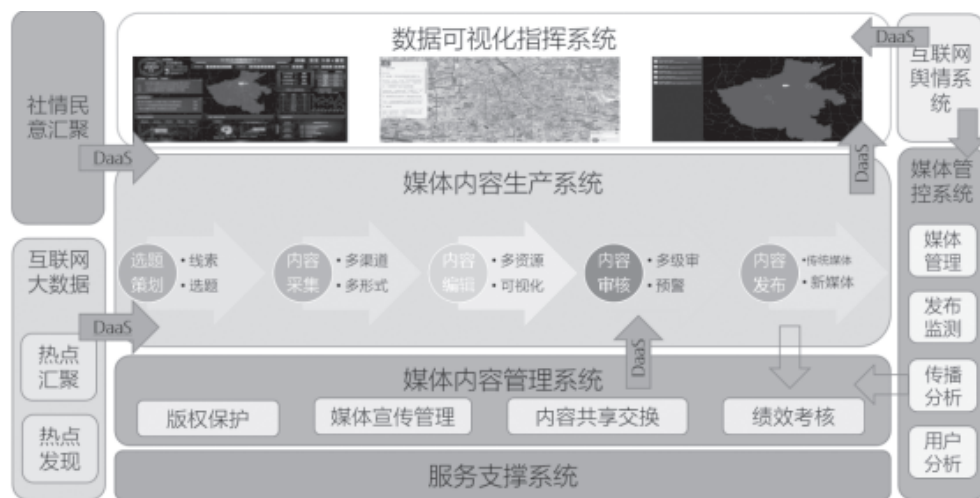 数据可视化指挥系统
社情民
意汇聚
DaaS
DaaS
互联网
舆情系
统
DaaS
媒体内容生产系统
选题
策划
• 线索
• 选题
内容
采集
• 多渠道
• 多形式
内容
编辑
• 多资源
• 可视化
内容
审核
• 多级审
• 预警
内容
发布
• 传统媒体
• 新媒体
互联网
大数据
DaaS
热点
汇聚
热点
发现
媒体管
控系统
媒体
管理
发布
监测
传播
分析
用户
分析
DaaS
媒体内容管理系统
版权保护
媒体宣传管理
内容共享交换
绩效考核
服务支撑系统